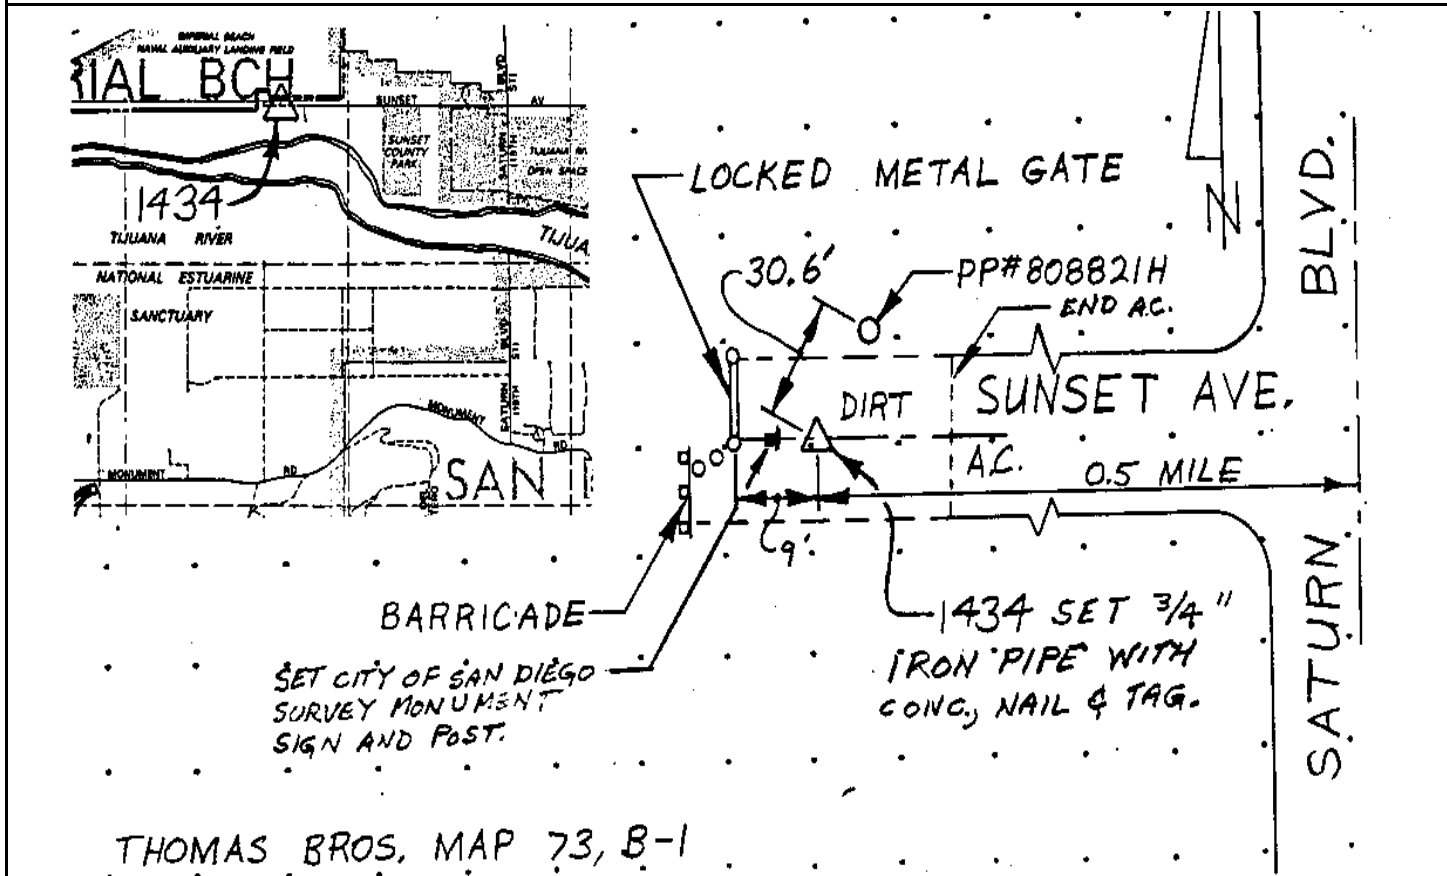 IMPERIAL BEACH
NAVAL AUXILIARY LANDING FIELD
RIAL BCH
BLVD
SUNSET AV
SUNSET
COUNTY
PARK
SATURN
TIJUANA RIV
OPEN SPACE
1434
TIJUANA RIVER
TIJUA
NATIONAL ESTUARINE
SANCTUARY
BLVD
SATURN
MONUMENT RD
MONUMENT RD
SAN
LOCKED METAL GATE
N
30.6'
PP#808821H
END A.C.
DIRT
SUNSET AVE.
A.C.
0.5 MILE
9'
SATURN BLVD.
BARRICADE
1434 SET 3/4"
IRON PIPE WITH
CONC., NAIL & TAG.
SET CITY OF SAN DIEGO
SURVEY MONUMENT
SIGN AND POST.
THOMAS BROS. MAP 73, B-1